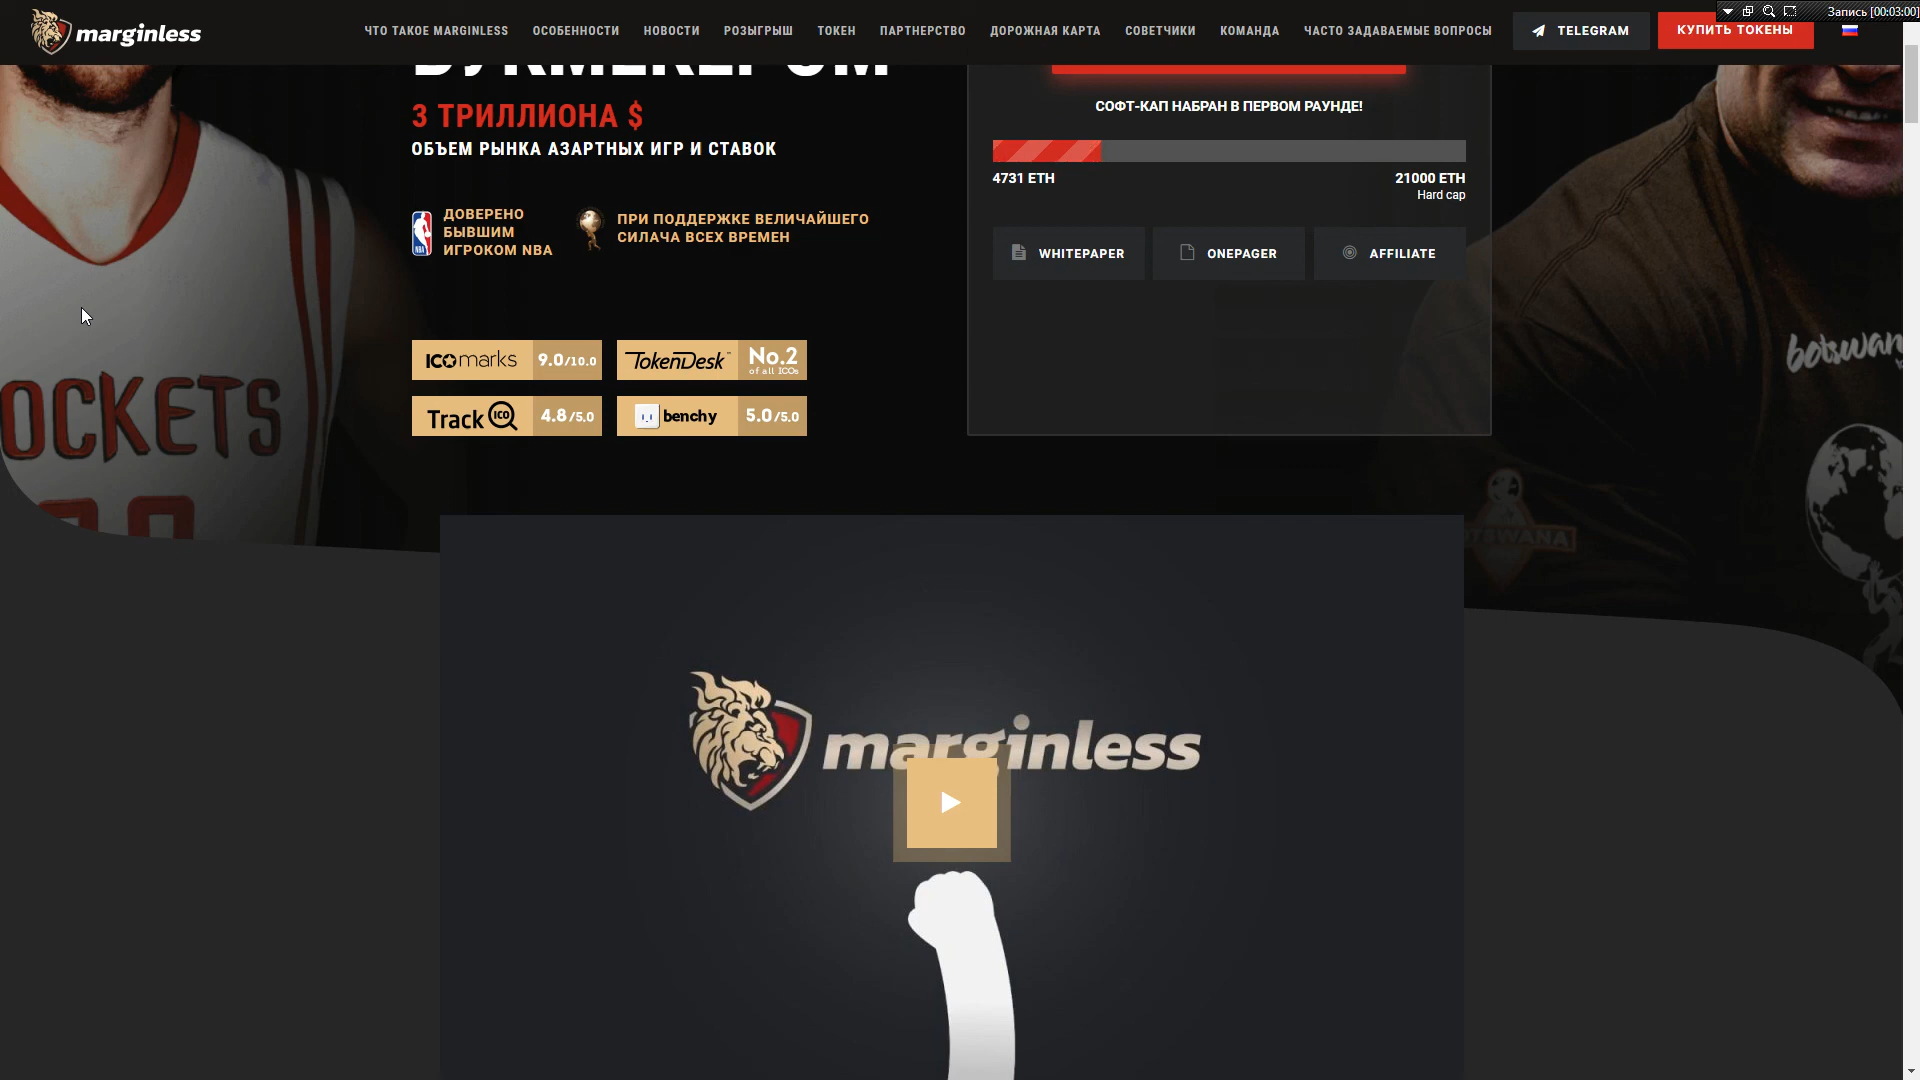 marginless
ЧТО ТАКОЕ MARGINLESS
ОСОБЕННОСТИ
НОВОСТИ
РОЗЫГРЫШ
ТОКЕН
ПАРТНЕРСТВО
ДОРОЖНАЯ КАРТА
СОВЕТЧИКИ
КОМАНДА
ЧАСТО ЗАДАВАЕМЫЕ ВОПРОСЫ
TELEGRAM
КУПИТЬ ТОКЕНЫ
Запись [00:03:00]
3 ТРИЛЛИОНА $
ОБЪЕМ РЫНКА АЗАРТНЫХ ИГР И СТАВОК
NBA
ДОВЕРЕНО
БЫВШИМ
ИГРОКОМ NBA
ПРИ ПОДДЕРЖКЕ ВЕЛИЧАЙШЕГО
СИЛАЧА ВСЕХ ВРЕМЕН
ICOmarks 9.0/10.0
TokenDesk™ No.2
of all ICOs
Track ICO 4.8/5.0
benchy 5.0/5.0
СОФТ-КАП НАБРАН В ПЕРВОМ РАУНДЕ!
4731 ETH
21000 ETH
Hard cap
WHITEPAPER
ONEPAGER
AFFILIATE
OCKETS
botswan
TSWANA
marginless